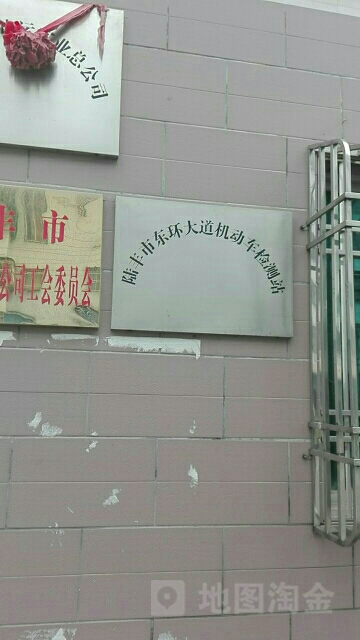 业总公司
丰市
公司工会委员会
陆丰市东环大道机动车检测站
地图淘金